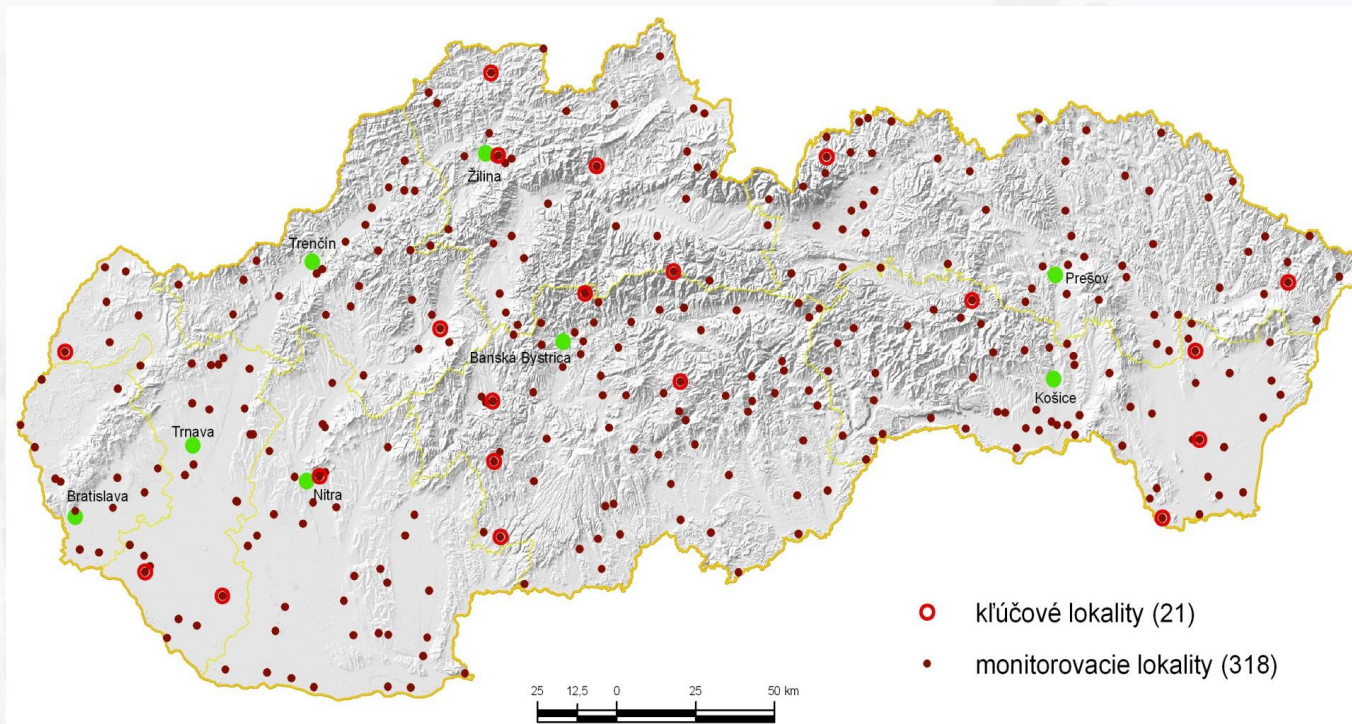 Žilina
Trenčín
Prešov
Banská Bystrica
Košice
Trnava
Nitra
Bratislava
kľúčové lokality (21)
monitorovacie lokality (318)
25 12,5 0 25 50 km